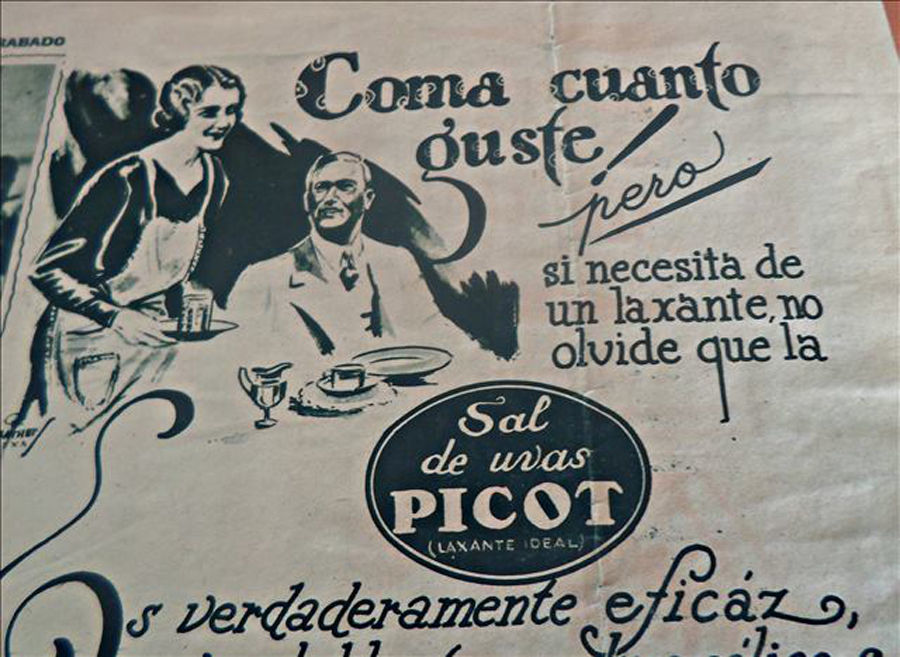 Coma cuanto
guste!
pero
si necesita de
un laxante, no
olvide que la
Sal
de uvas
PICOT
(LAXANTE IDEAL)
Es verdaderamente eficáz,